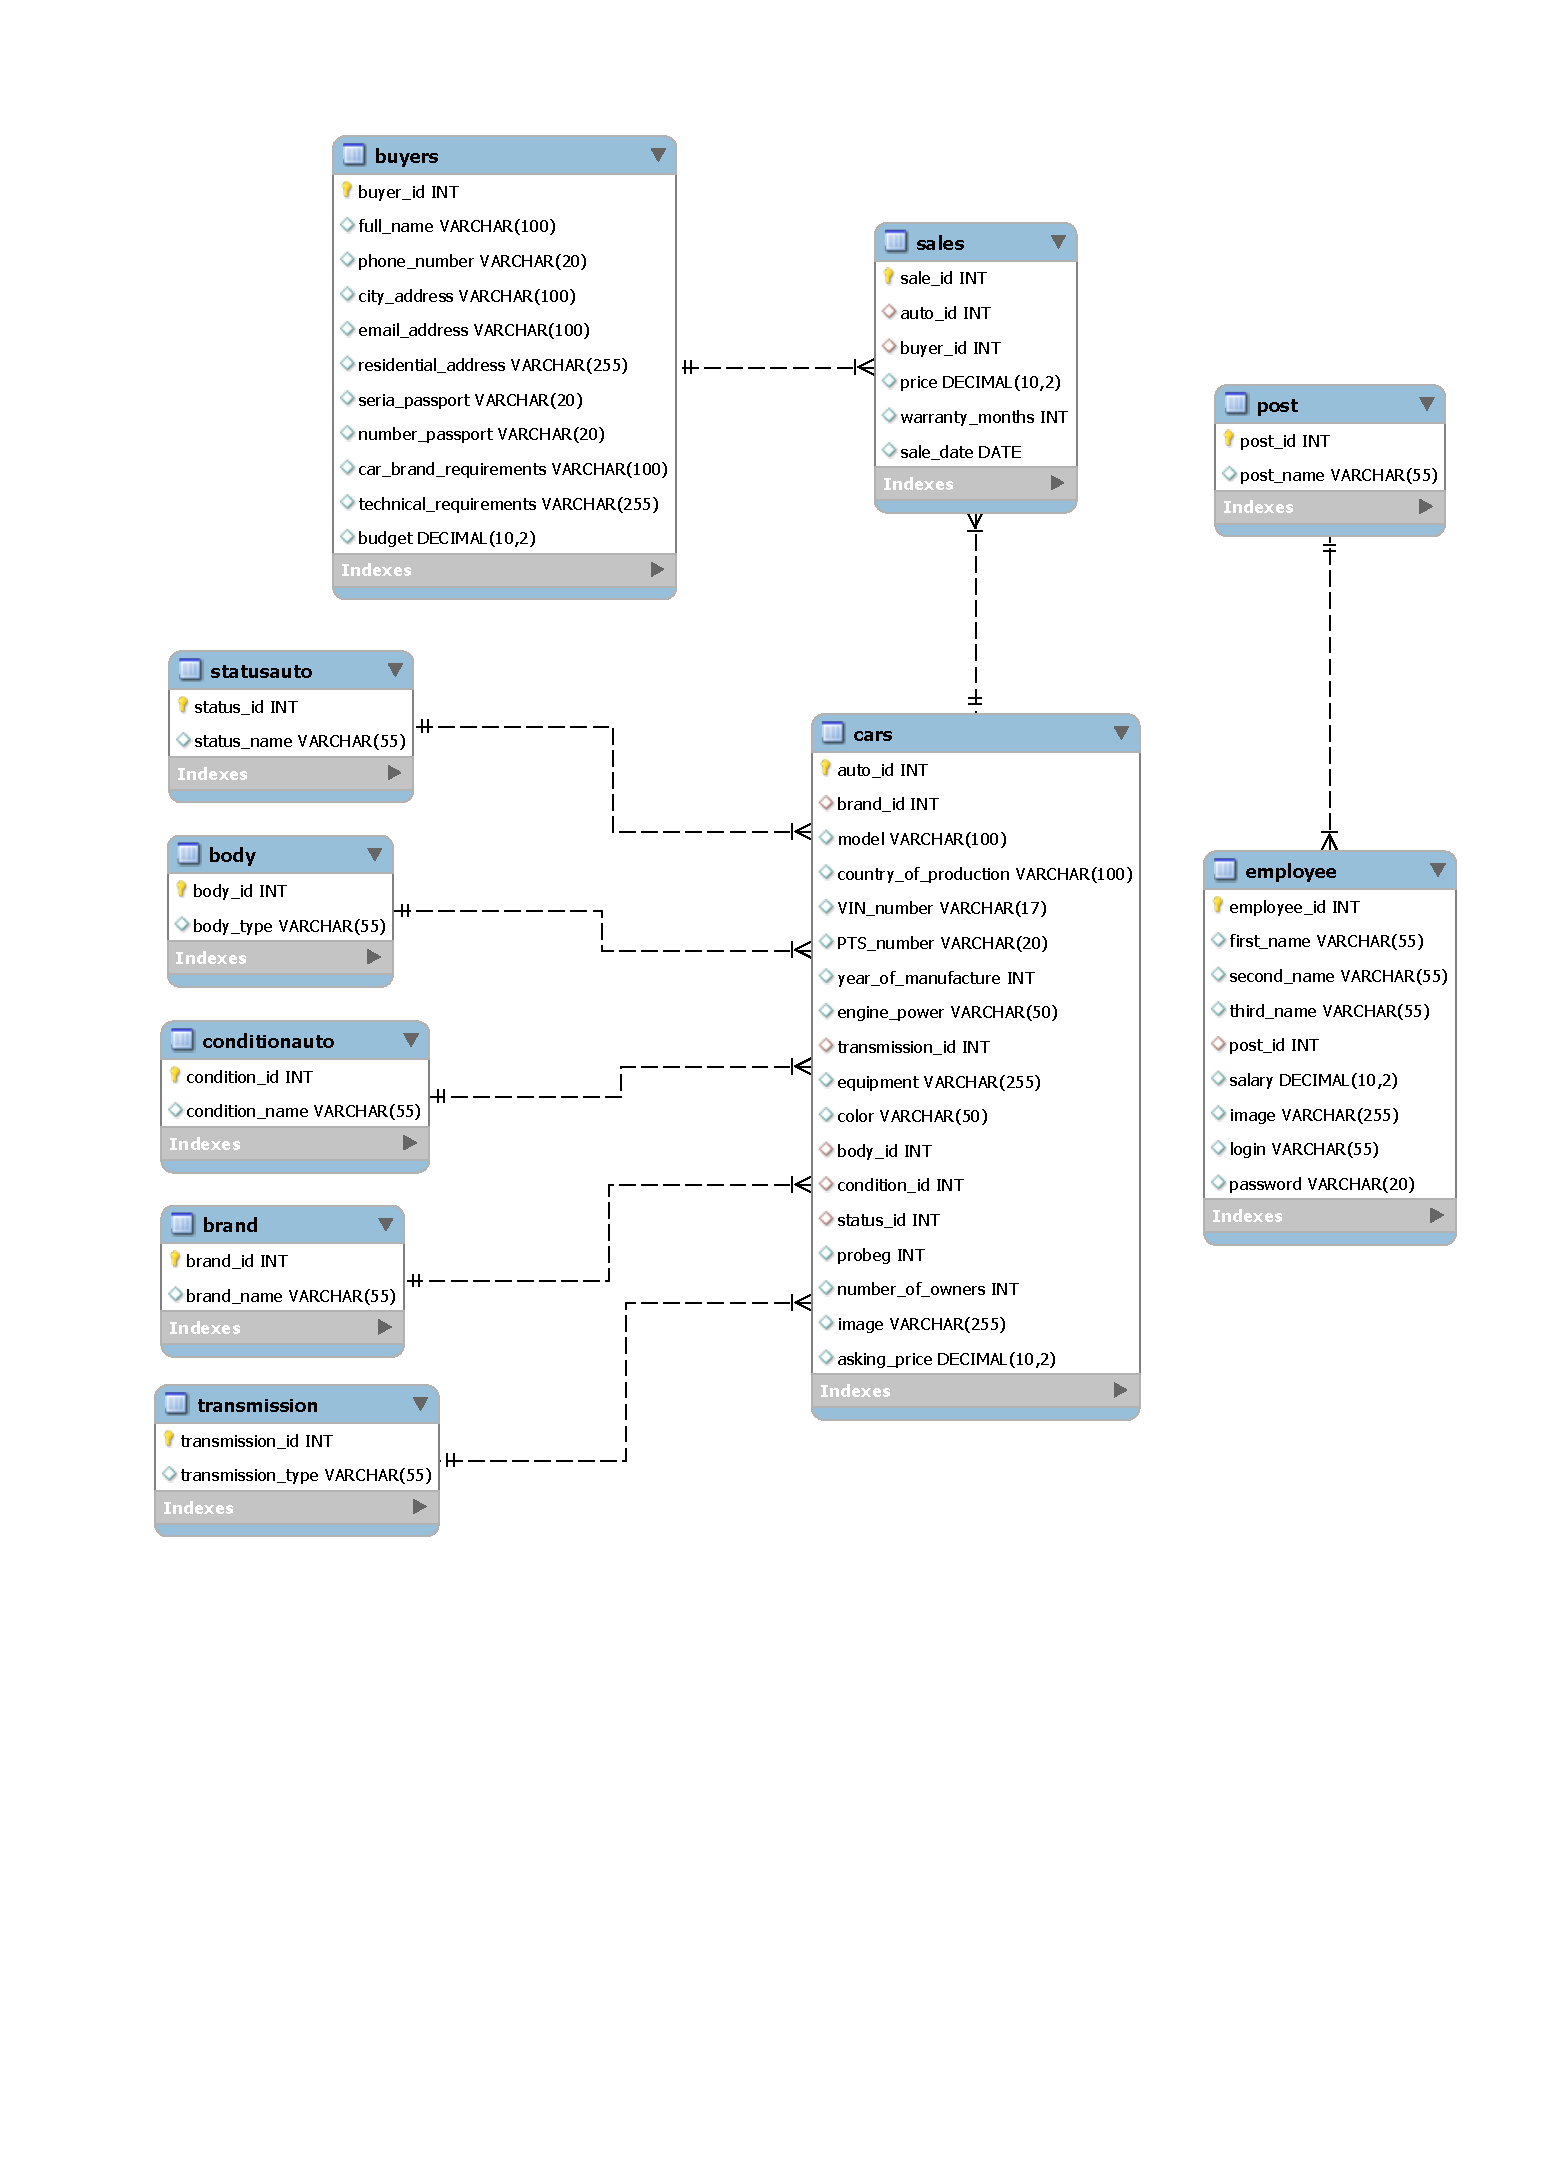 buyers
buyer_id INT
full_name VARCHAR(100)
phone_number VARCHAR(20)
city_address VARCHAR(100)
email_address VARCHAR(100)
residential_address VARCHAR(255)
seria_passport VARCHAR(20)
number_passport VARCHAR(20)
car_brand_requirements VARCHAR(100)
technical_requirements VARCHAR(255)
budget DECIMAL(10,2)
Indexes
sales
sale_id INT
auto_id INT
buyer_id INT
price DECIMAL(10,2)
warranty_months INT
sale_date DATE
Indexes
post
post_id INT
post_name VARCHAR(55)
Indexes
statusauto
status_id INT
status_name VARCHAR(55)
Indexes
body
body_id INT
body_type VARCHAR(55)
Indexes
conditionauto
condition_id INT
condition_name VARCHAR(55)
Indexes
brand
brand_id INT
brand_name VARCHAR(55)
Indexes
transmission
transmission_id INT
transmission_type VARCHAR(55)
Indexes
cars
auto_id INT
brand_id INT
model VARCHAR(100)
country_of_production VARCHAR(100)
VIN_number VARCHAR(17)
PTS_number VARCHAR(20)
year_of_manufacture INT
engine_power VARCHAR(50)
transmission_id INT
equipment VARCHAR(255)
color VARCHAR(50)
body_id INT
condition_id INT
status_id INT
probeg INT
number_of_owners INT
image VARCHAR(255)
asking_price DECIMAL(10,2)
Indexes
employee
employee_id INT
first_name VARCHAR(55)
second_name VARCHAR(55)
third_name VARCHAR(55)
post_id INT
salary DECIMAL(10,2)
image VARCHAR(255)
login VARCHAR(55)
password VARCHAR(20)
Indexes